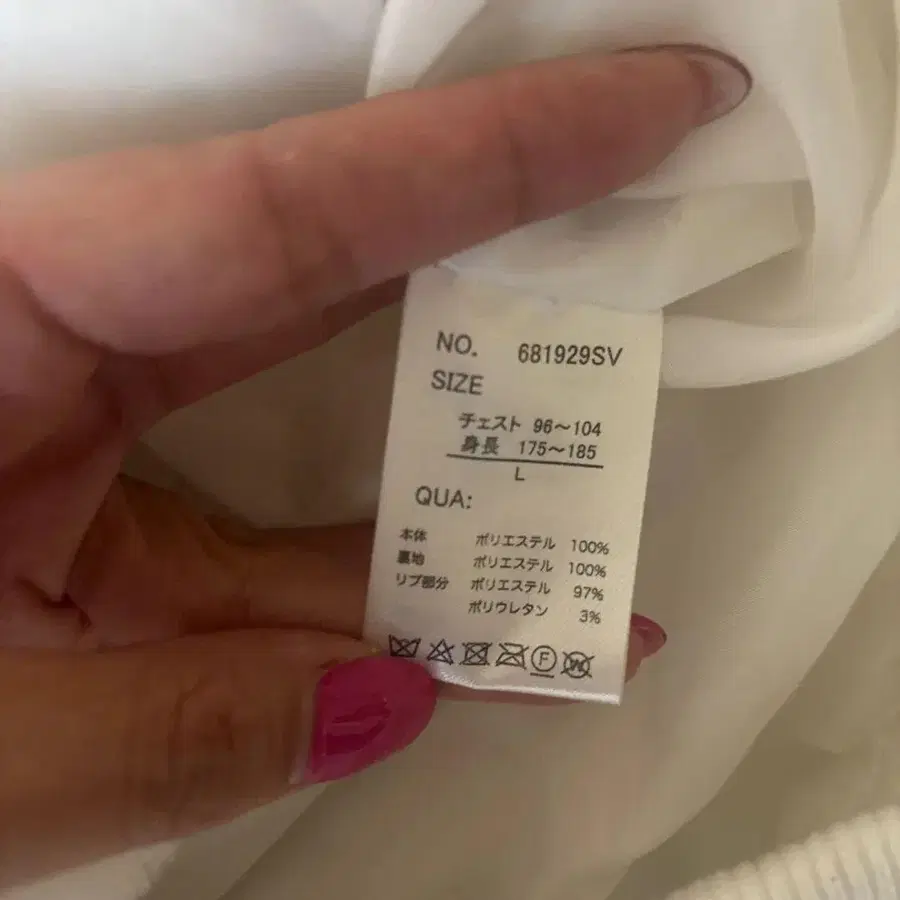 NO. 681929SV
SIZE
チェスト 96～104
身長 175～185
L
QUA:
本体 ポリエステル 100%
裏地 ポリエステル 100%
リブ部分 ポリエステル 97%
ポリウレタン 3%
F W